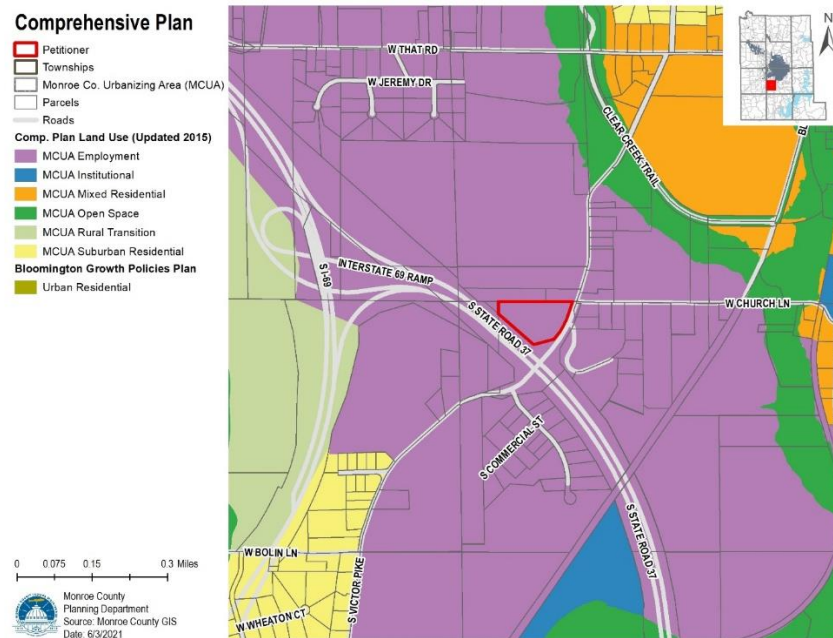 Comprehensive Plan
Petitioner
Townships
Monroe Co. Urbanizing Area (MCUA)
Parcels
Roads
Comp. Plan Land Use (Updated 2015)
MCUA Employment
MCUA Institutional
MCUA Mixed Residential
MCUA Open Space
MCUA Rural Transition
MCUA Suburban Residential
Bloomington Growth Policies Plan
Urban Residential
0 0.075 0.15 0.3 Miles
Monroe County
Planning Department
Source: Monroe County GIS
Date: 6/3/2021
N
W THAT RD
W JEREMY DR
CLEAR CREEK TRAIL
S I-69
INTERSTATE 69 RAMP
S STATE ROAD 37
W CHURCH LN
S COMMERCIAL ST
S STATE ROAD 37
W BOLIN LN
S VICTOR PIKE
W WHEATON CT